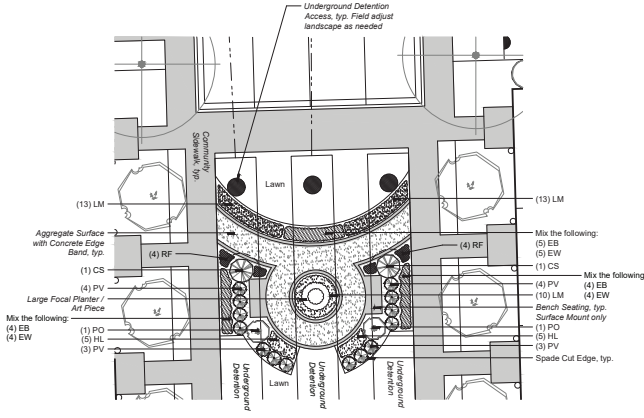 Underground Detention
Access, typ. Field adjust
landscape as needed
Community
Sidewalk, typ.
Lawn
(13) LM
Aggregate Surface
with Concrete Edge
Band, typ.
(4) RF
(1) CS
(4) PV
Large Focal Planter /
Art Piece
Mix the following:
(4) EB
(4) EW
(1) PO
(5) HL
(3) PV
(13) LM
Mix the following:
(5) EB
(5) EW
(4) RF
(1) CS
Mix the following:
(4) EB
(4) EW
(4) PV
(10) LM
Bench Seating, typ.
Surface Mount only
(1) PO
(5) HL
(3) PV
Spade Cut Edge, typ.
Underground
Detention
Lawn
Underground
Detention
Underground
Detention